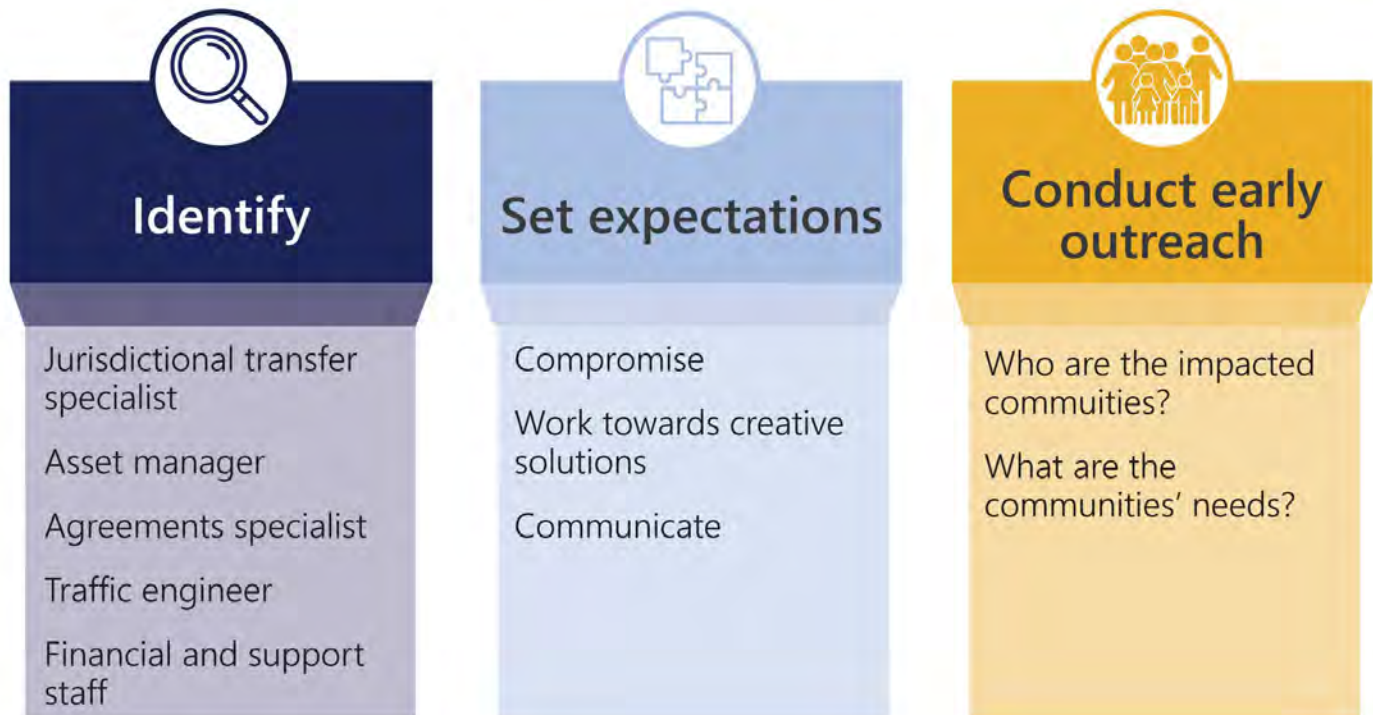 Identify
Jurisdictional transfer
specialist
Asset manager
Agreements specialist
Traffic engineer
Financial and support
staff
Set expectations
Compromise
Work towards creative
solutions
Communicate
Conduct early
outreach
Who are the impacted
commuities?
What are the
communities’ needs?